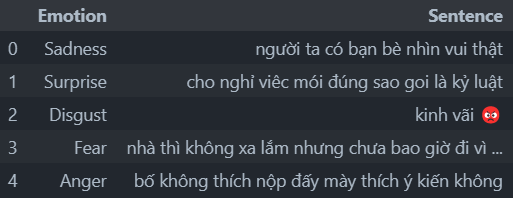 Emotion Sentence
0 Sadness người ta có bạn bè nhìn vui thật
1 Surprise cho nghỉ viêc mói đúng sao goi là kỷ luật
2 Disgust kinh vãi 😡
3 Fear nhà thì không xa lắm nhưng chưa bao giờ đi vì ...
4 Anger bố không thích nộp đấy mày thích ý kiến không